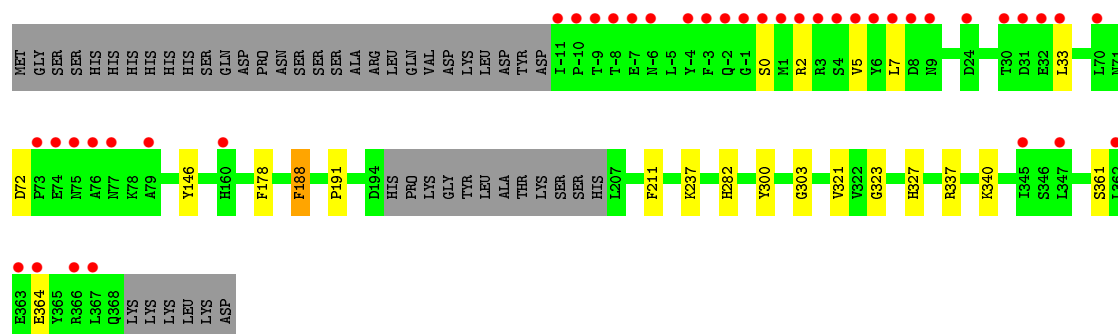 MET GLY SER SER HIS HIS HIS HIS HIS HIS SER GLN ASP PRO ASN SER SER SER ALA ARG LEU GLN VAL ASP LYS LEU ASP TYR ASP I-11 P-10 T-9 T-8 E-7 N-6 L-5 Y-4 F-3 Q-2 G-1 S0 M1 R2 R3 S4 V5 Y6 L7 D8 N9 D24 T30 D31 E32 L33 L70 N71
D72 P73 E74 N75 A76 N77 K78 A79 Y146 H160 F178 F188 P191 D194 HIS PRO LYS GLY TYR LEU ALA THR LYS SER SER HIS L207 F211 K237 H282 Y300 G303 V321 V322 G323 H327 R337 K340 I345 S346 L347 S361 L362
E363 E364 Y365 R366 L367 Q368 LYS LYS LYS LEU LYS ASP